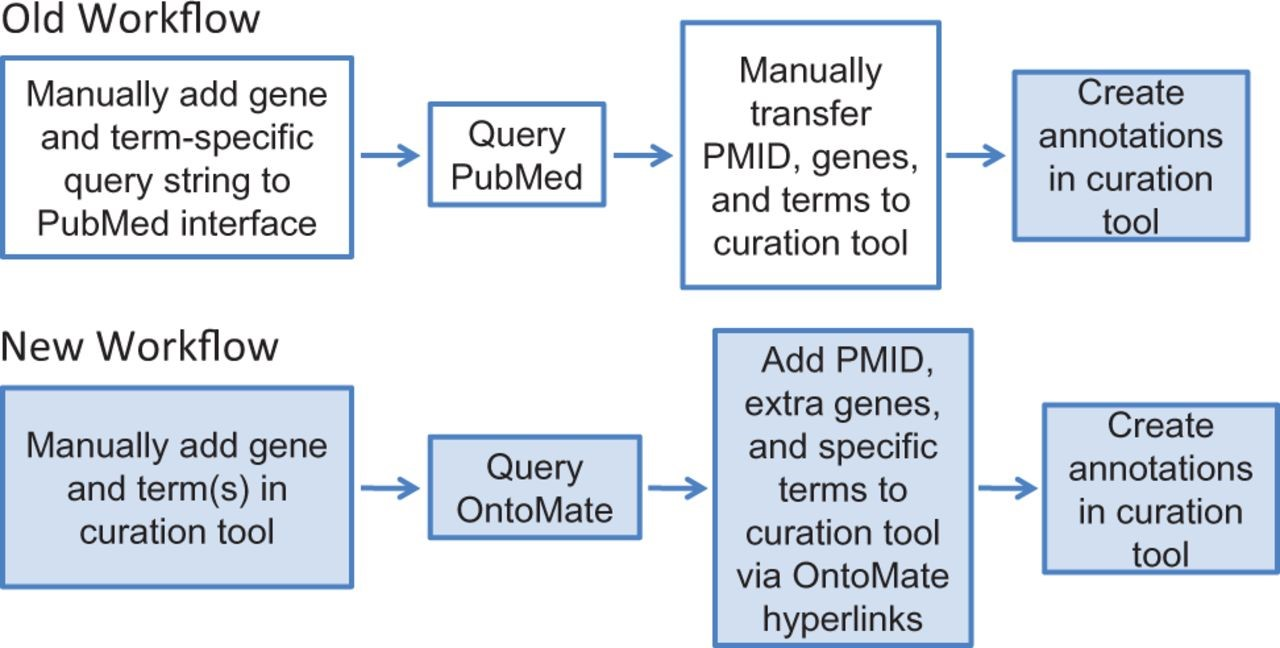 Old Workflow
Manually add gene
and term-specific
query string to
PubMed interface
Query
PubMed
Manually
transfer
PMID, genes,
and terms to
curation tool
Create
annotations
in curation
tool
New Workflow
Manually add gene
and term(s) in
curation tool
Query
OntoMate
Add PMID,
extra genes,
and specific
terms to
curation tool
via OntoMate
hyperlinks
Create
annotations
in curation
tool